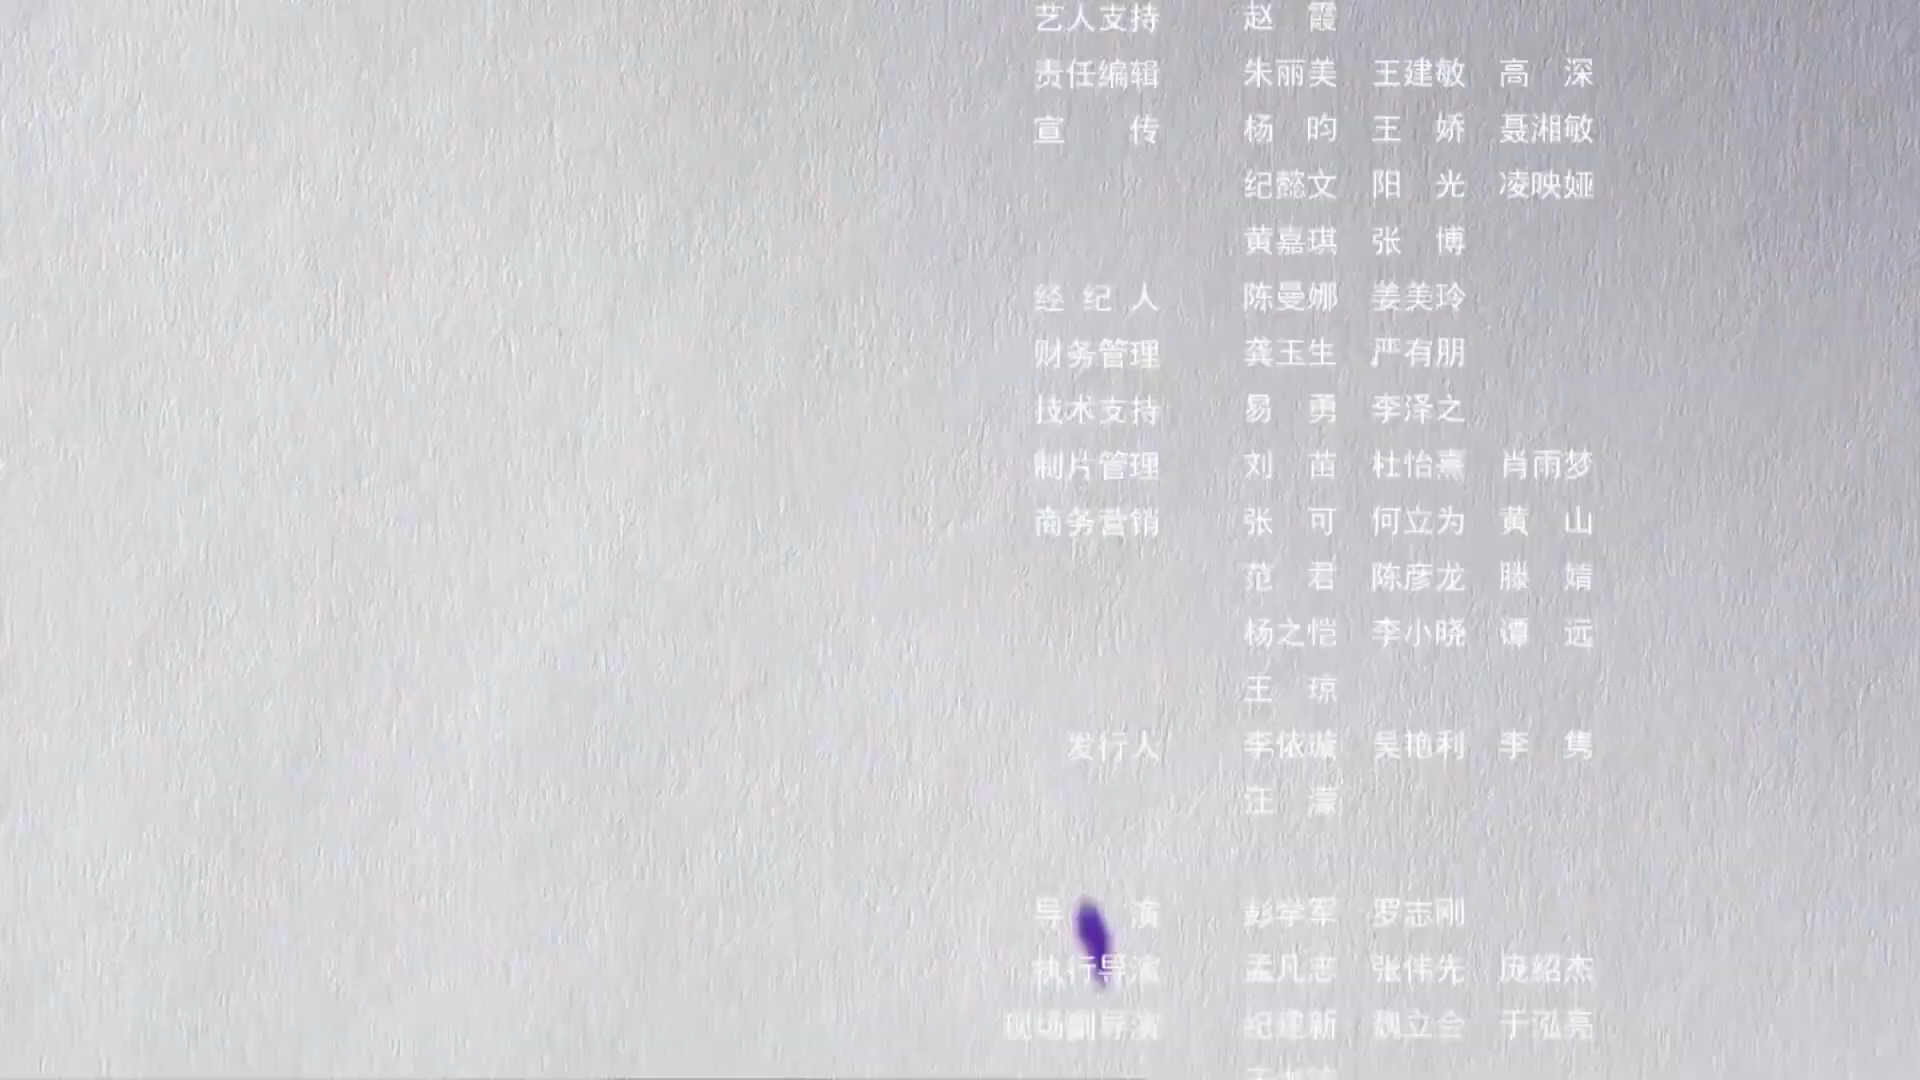 艺人支持 赵 霞
责任编辑 朱丽美 王建敏 高 深
宣 传 杨 昀 王 娇 聂湘敏
纪懿文 阳 光 凌映娅
黄嘉琪 张 博
经纪人 陈曼娜 姜美玲
财务管理 龚玉生 严有朋
技术支持 易 勇 李泽之
制片管理 刘 苗 杜怡熹 肖雨梦
商务营销 张 可 何立为 黄 山
范 君 陈彦龙 滕 婧
杨之恺 李小晓 谭 远
王 琼
发行人 李依璇 吴艳利 李 隽
汪 濛
导 演 彭学军 罗志刚
执行导演 孟凡志 张伟先 庞绍杰
现场副导演 纪建新 魏立会 于泓亮